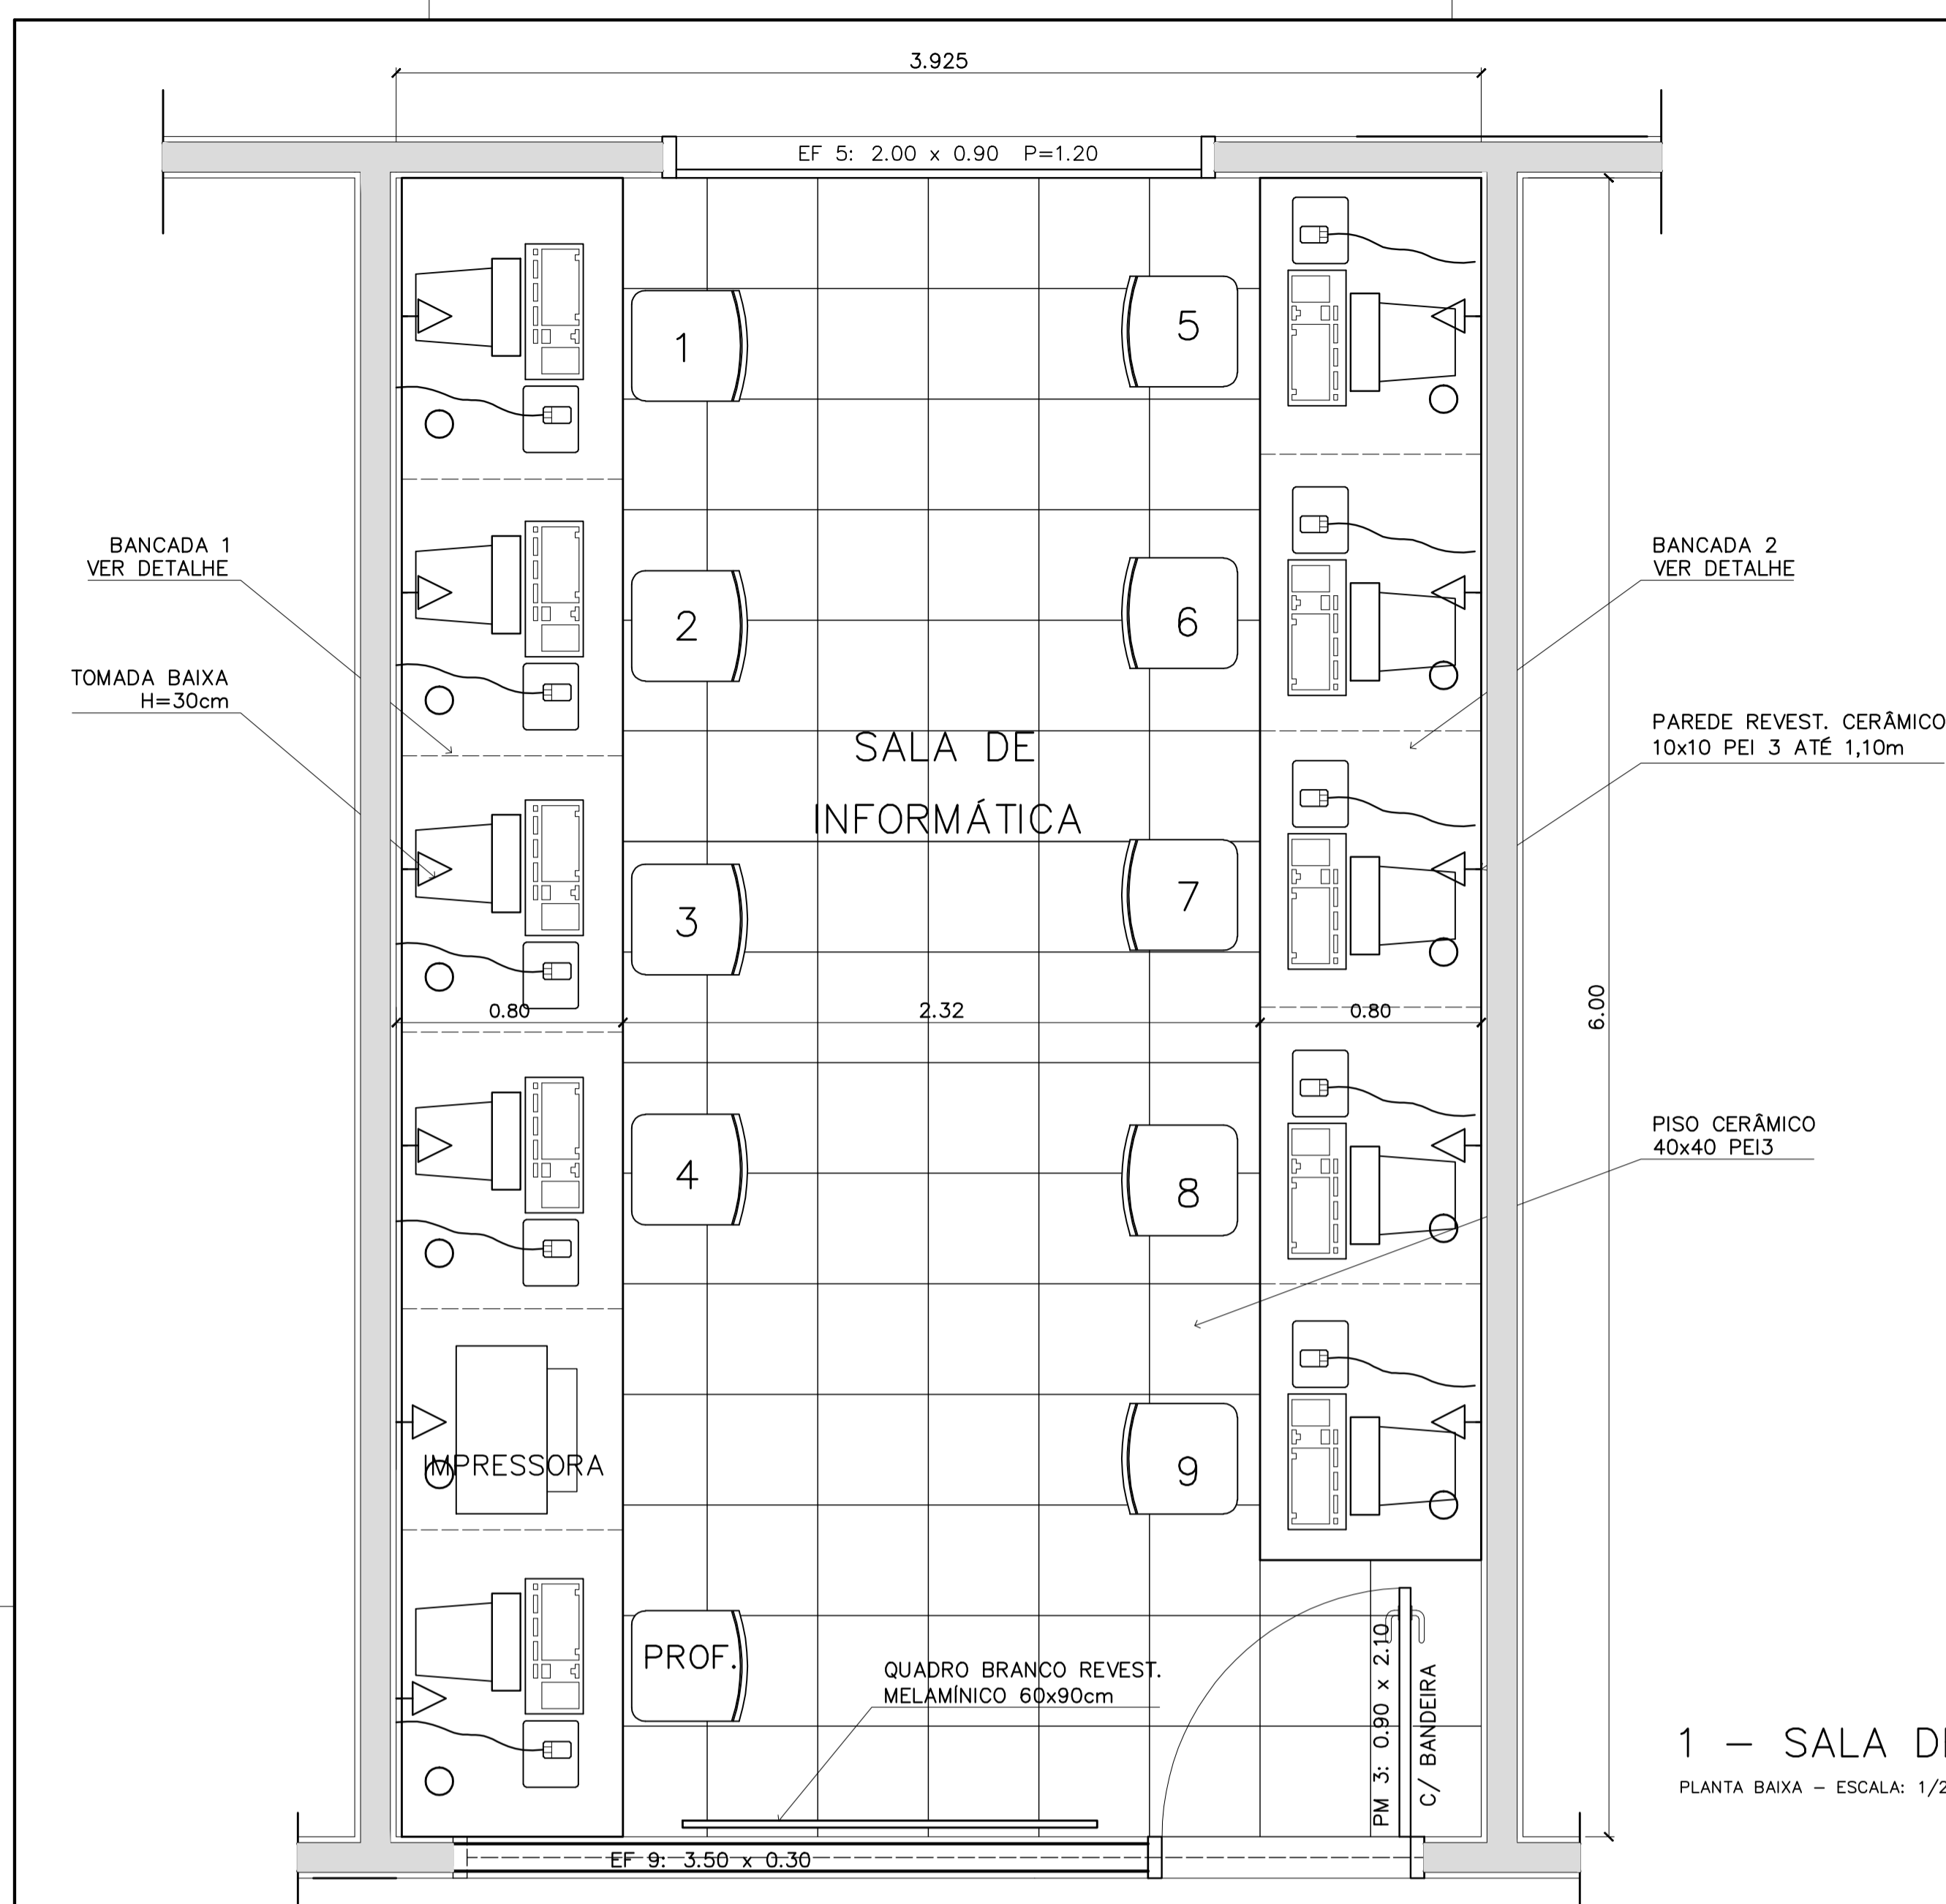 3.925
EF 5: 2.00 x 0.90 P=1.20
1
5
BANCADA 1
VER DETALHE
BANCADA 2
VER DETALHE
2
6
TOMADA BAIXA
H=30cm
SALA DE
INFORMÁTICA
PAREDE REVEST. CERÂMICO
10x10 PEI 3 ATÉ 1,10m
3
7
0.80
2.32
0.80
6.00
4
8
PISO CERÂMICO
40x40 PEI3
IMPRESSORA
9
PROF.
QUADRO BRANCO REVEST.
MELAMÍNICO 60x90cm
PM 3: 0.90 x 2.10
C/ BANDEIRA
1 – SALA
PLANTA BAIXA – ESCALA:
EF 9: 3.50 x 0.30